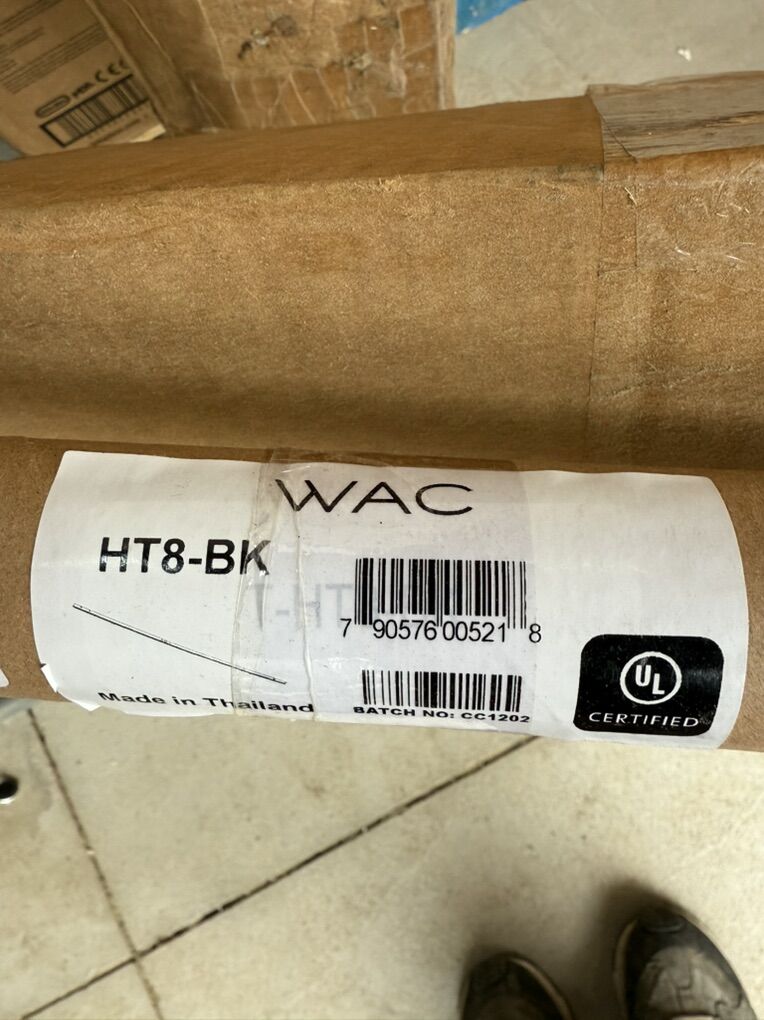 WAC
HT8-BK
7 90576 00521 8
Made in Thailand
BATCH NO: CC1202
UL
CERTIFIED